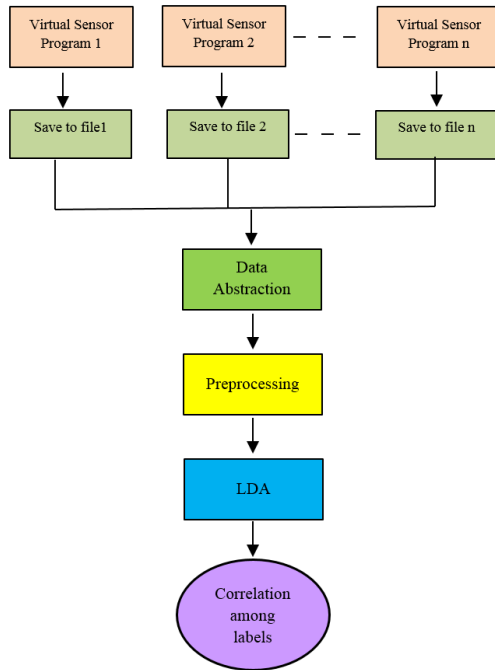 Virtual Sensor
Program 1
Virtual Sensor
Program 2
Virtual Sensor
Program n
Save to file1
Save to file 2
Save to file n
Data
Abstraction
Preprocessing
LDA
Correlation
among
labels